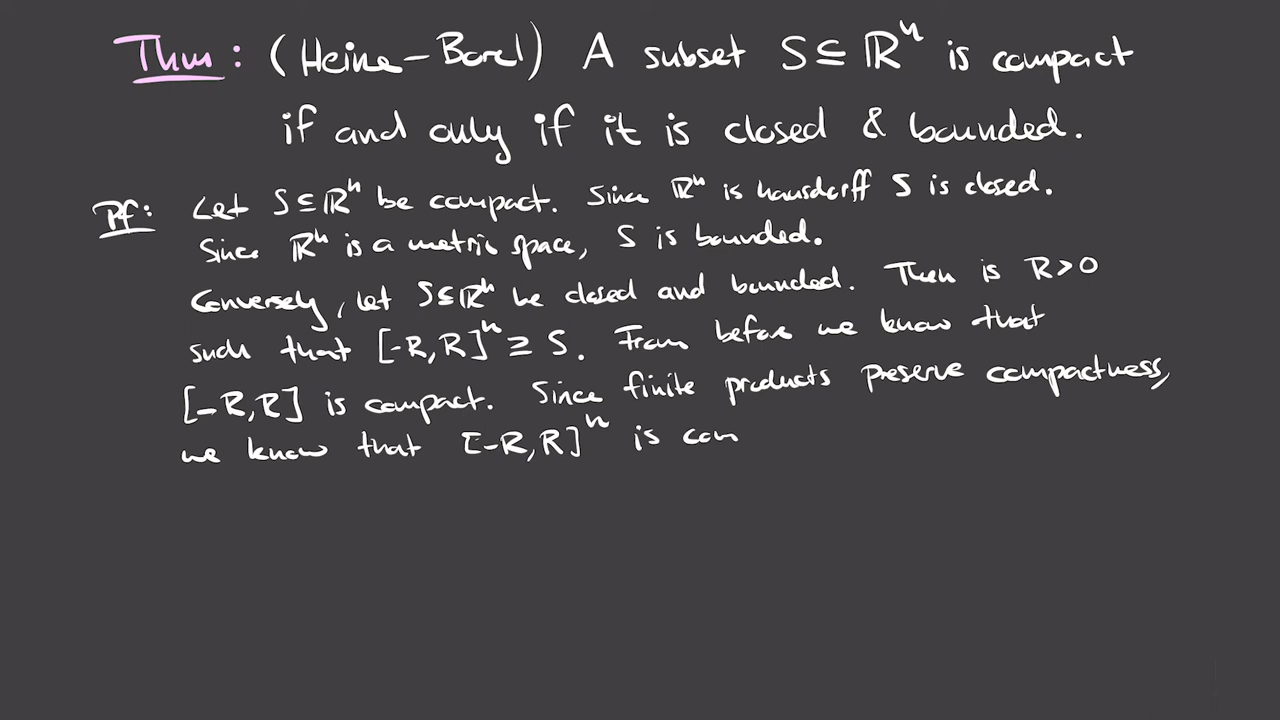 Thm: (Heine-Borel) A subset S⊆ℝⁿ is compact
if and only if it is closed & bounded.
Pf: Let S⊆ℝⁿ be compact. Since ℝⁿ is hausdorff S is closed.
Since ℝⁿ is a metric space, S is bounded.
Conversely, let S⊆ℝⁿ be closed and bounded. Then is R>0
such that [-R,R]ⁿ ⊇ S. From before we know that
[-R,R] is compact. Since finite products preserve compactness,
we know that [-R,R]ⁿ is com